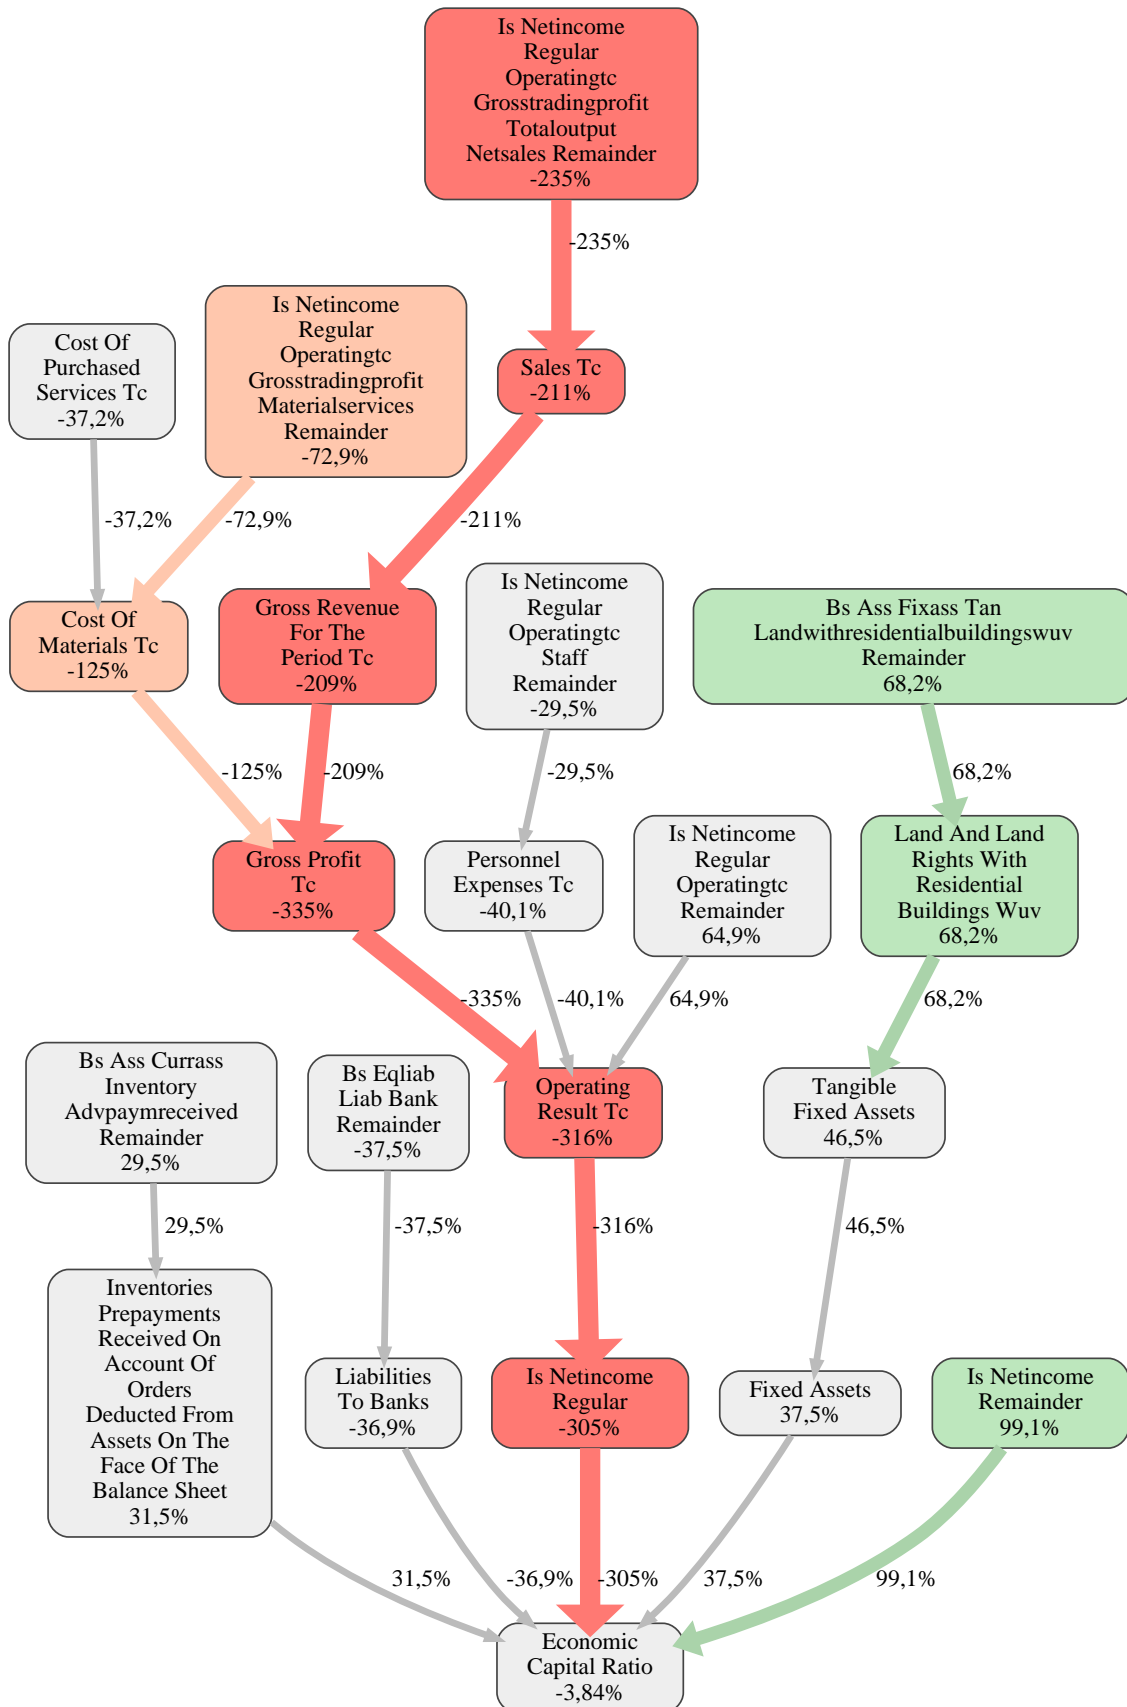 Is Netincome
Regular
Operatingtc
Grosstradingprofit
Totaloutput
Netsales Remainder
-235%
-235%
Cost Of
Purchased
Services Tc
-37,2%
Is Netincome
Regular
Operatingtc
Grosstradingprofit
Materialservices
Remainder
-72,9%
Sales Tc
-211%
-37,2%
-72,9%
-211%
Cost Of
Materials Tc
-125%
Gross Revenue
For The
Period Tc
-209%
Is Netincome
Regular
Operatingtc
Staff
Remainder
-29,5%
Bs Ass Fixass Tan
Landwithresidentialbuildingswuv
Remainder
68,2%
-125%
-209%
-29,5%
68,2%
Gross Profit
Tc
-335%
Personnel
Expenses Tc
-40,1%
Is Netincome
Regular
Operatingtc
Remainder
64,9%
Land And Land
Rights With
Residential
Buildings Wuv
68,2%
-335%
-40,1%
64,9%
68,2%
Bs Ass Currass
Inventory
Advpaymreceived
Remainder
29,5%
Bs Eqliab
Liab Bank
Remainder
-37,5%
Operating
Result Tc
-316%
Tangible
Fixed Assets
46,5%
29,5%
-37,5%
-316%
46,5%
Inventories
Prepayments
Received On
Account Of
Orders
Deducted From
Assets On The
Face Of The
Balance Sheet
31,5%
Liabilities
To Banks
-36,9%
Is Netincome
Regular
-305%
Fixed Assets
37,5%
Is Netincome
Remainder
99,1%
31,5%
-36,9%
-305%
37,5%
99,1%
Economic
Capital Ratio
-3,84%